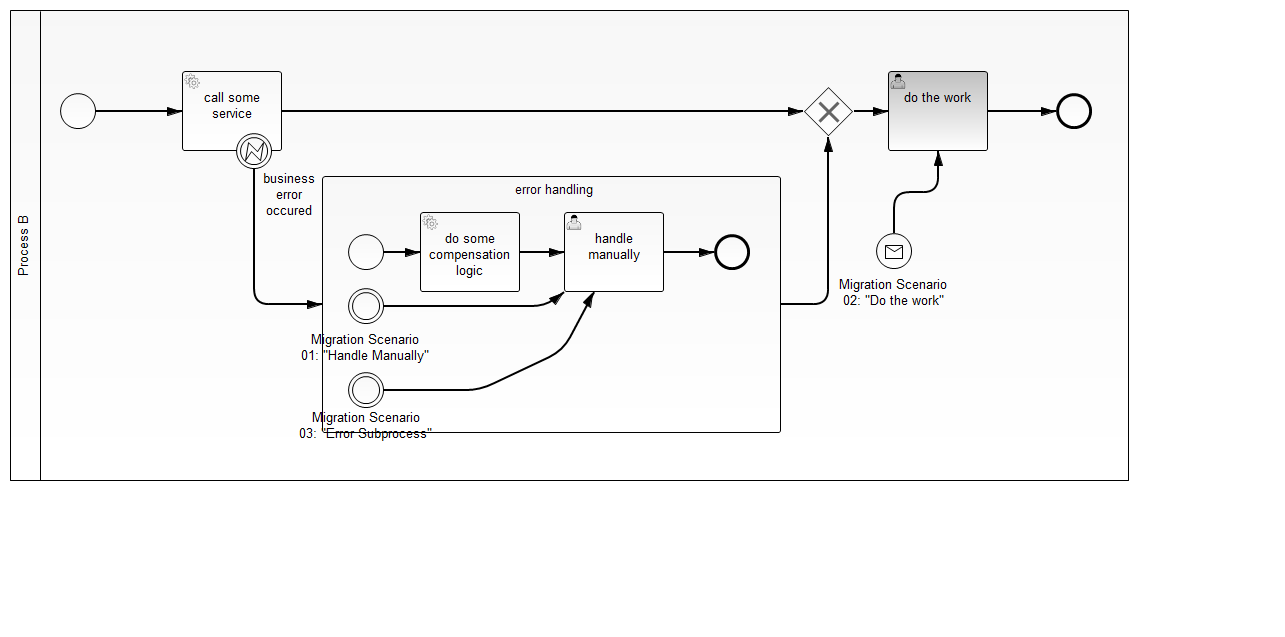 Process B
call some
service
business
error
occured
error handling
do some
compensation
logic
handle
manually
Migration Scenario
01: "Handle Manually"
Migration Scenario
03: "Error Subprocess"
do the work
Migration Scenario
02: "Do the work"